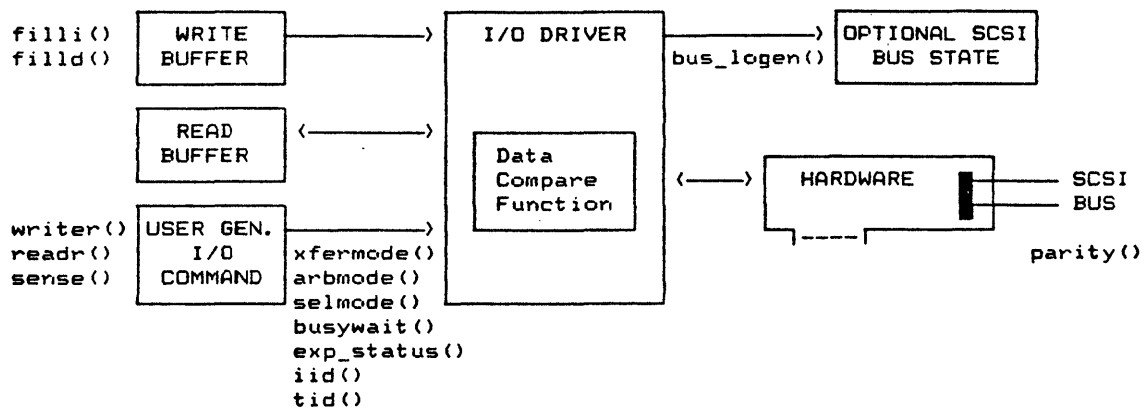 filli()
filld()
WRITE
BUFFER
I/O DRIVER
bus_logen()
OPTIONAL SCSI
BUS STATE
READ
BUFFER
Data
Compare
Function
HARDWARE
SCSI
BUS
parity()
writer()
readr()
sense()
USER GEN.
I/O
COMMAND
xfermode()
arbmode()
selmode()
busywait()
exp_status()
iid()
tid()